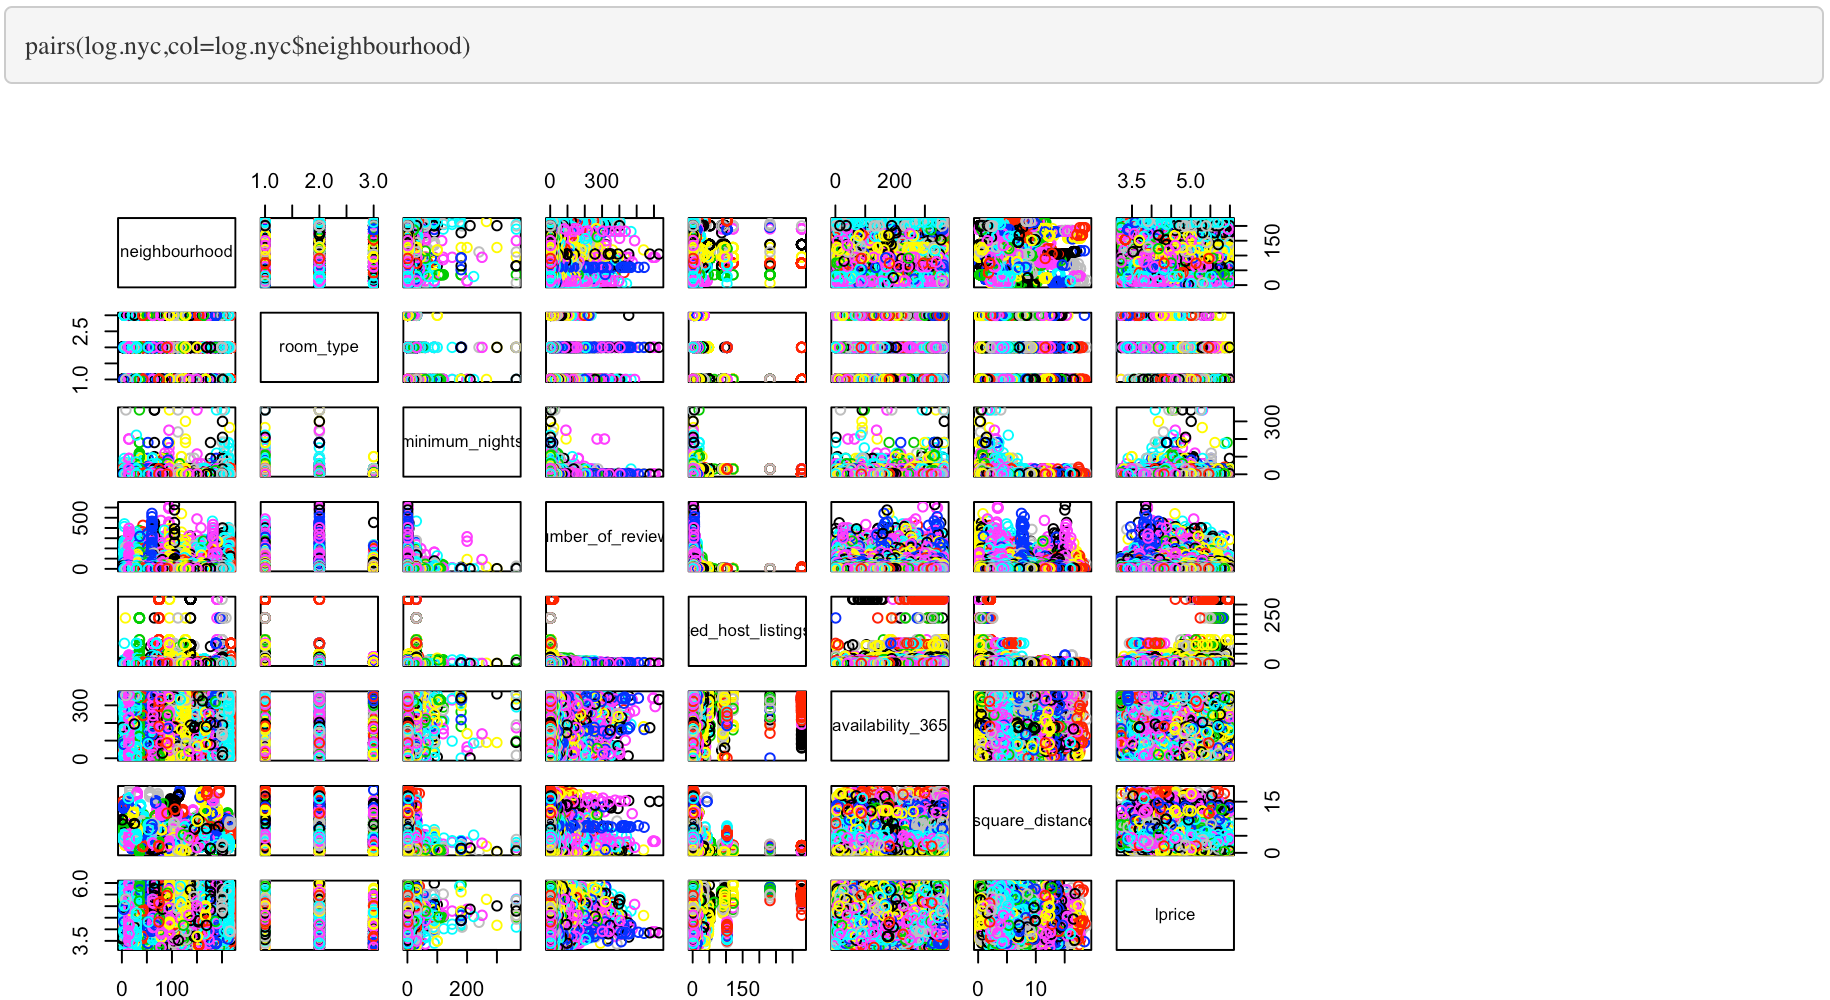 pairs(log.nyc,col=log.nyc$neighbourhood)
1.0 2.0 3.0 0 300 0 200 3.5 5.0
neighbourhood 0 150
1.0 2.5 room_type
minimum_nights 0 300
0 500 umber_of_review
ed_host_listings 0 250
0 300 availability_365
square_distance 0 15
3.5 6.0 lprice
0 100 0 200 0 150 0 10